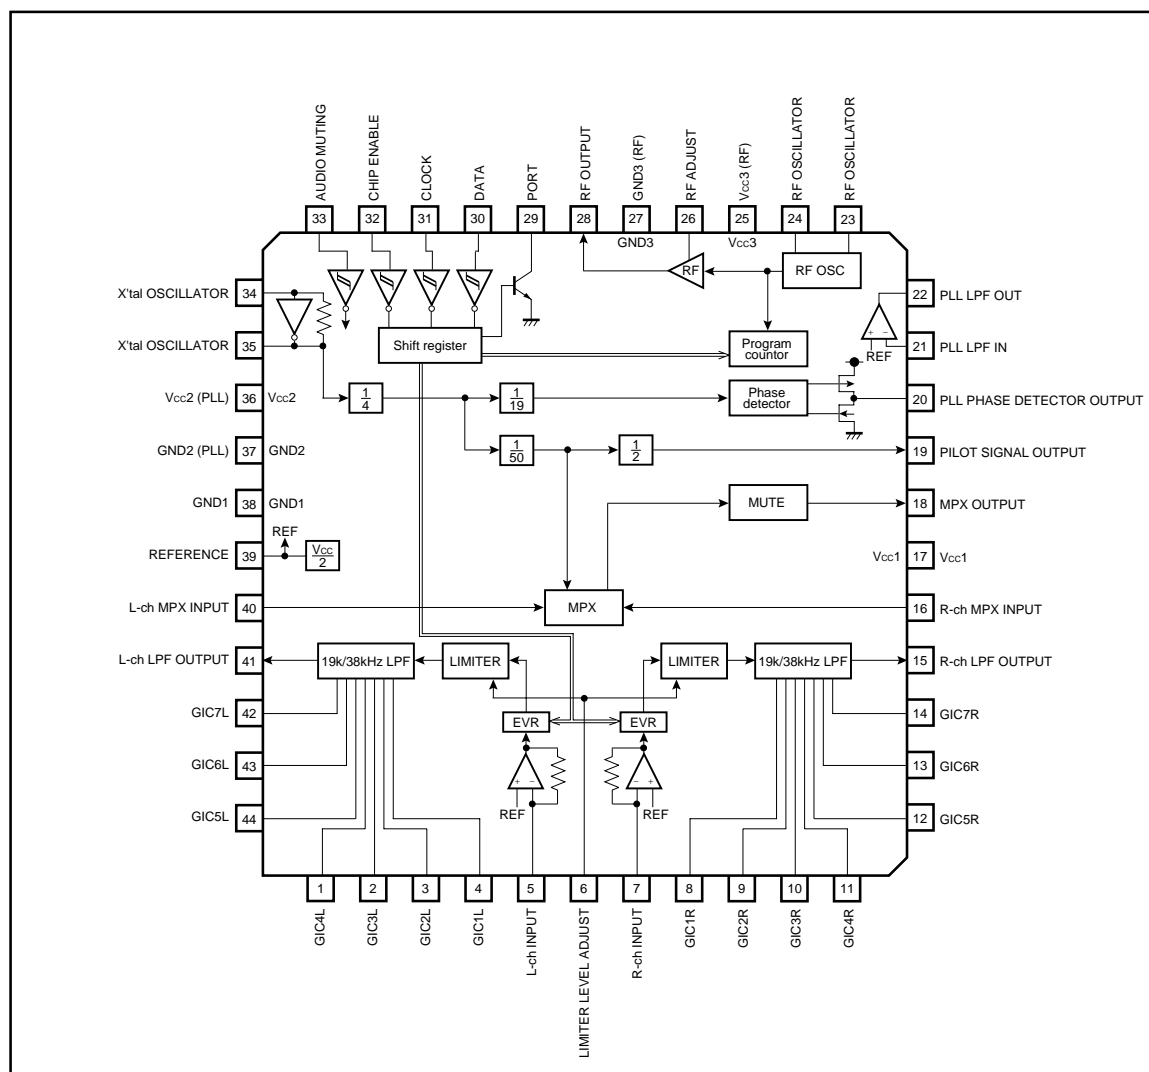 AUDIO MUTING
CHIP ENABLE
CLOCK
DATA
PORT
RF OUTPUT
GND3 (RF)
RF ADJUST
Vcc3 (RF)
RF OSCILLATOR
RF OSCILLATOR
33
32
31
30
29
28
27
26
25
24
23
GND3
Vcc3
RF
RF OSC
X'tal OSCILLATOR
34
22
PLL LPF OUT
+ −
REF
X'tal OSCILLATOR
35
Shift register
Program
countor
21
PLL LPF IN
Vcc2 (PLL)
36
Vcc2
1
4
1
19
Phase
detector
20
PLL PHASE DETECTOR OUTPUT
GND2 (PLL)
37
GND2
1
50
1
2
19
PILOT SIGNAL OUTPUT
GND1
38
GND1
MUTE
18
MPX OUTPUT
REF
REFERENCE
39
Vcc
2
Vcc1
17
Vcc1
L-ch MPX INPUT
40
MPX
16
R-ch MPX INPUT
L-ch LPF OUTPUT
41
19k/38kHz LPF
LIMITER
LIMITER
19k/38kHz LPF
15
R-ch LPF OUTPUT
GIC7L
42
EVR
EVR
14
GIC7R
GIC6L
43
+ −
− +
13
GIC6R
REF
REF
GIC5L
44
12
GIC5R
1
2
3
4
5
6
7
8
9
10
11
GIC4L
GIC3L
GIC2L
GIC1L
L-ch INPUT
LIMITER LEVEL ADJUST
R-ch INPUT
GIC1R
GIC2R
GIC3R
GIC4R